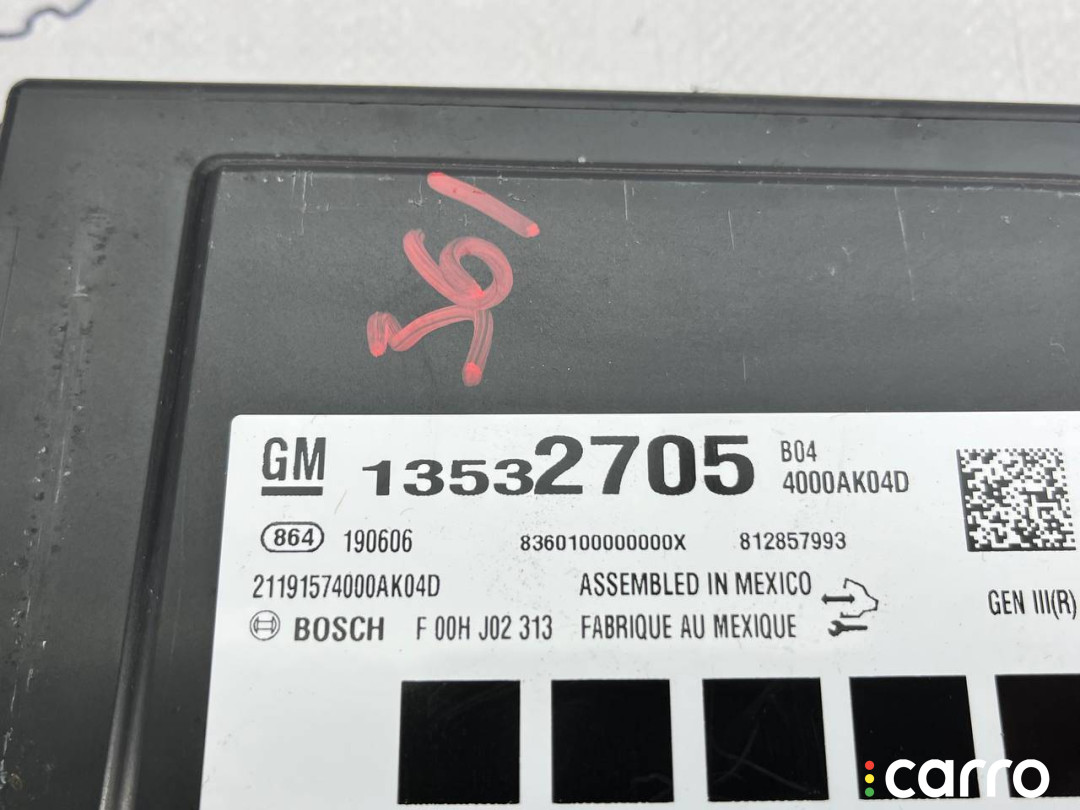 GM 13532705 B04
4000AK04D
864 190606 8360100000000X 812857993
21191574000AK04D ASSEMBLED IN MEXICO
GEN III(R)
BOSCH F 00H J02 313 FABRIQUE AU MEXIQUE
carro